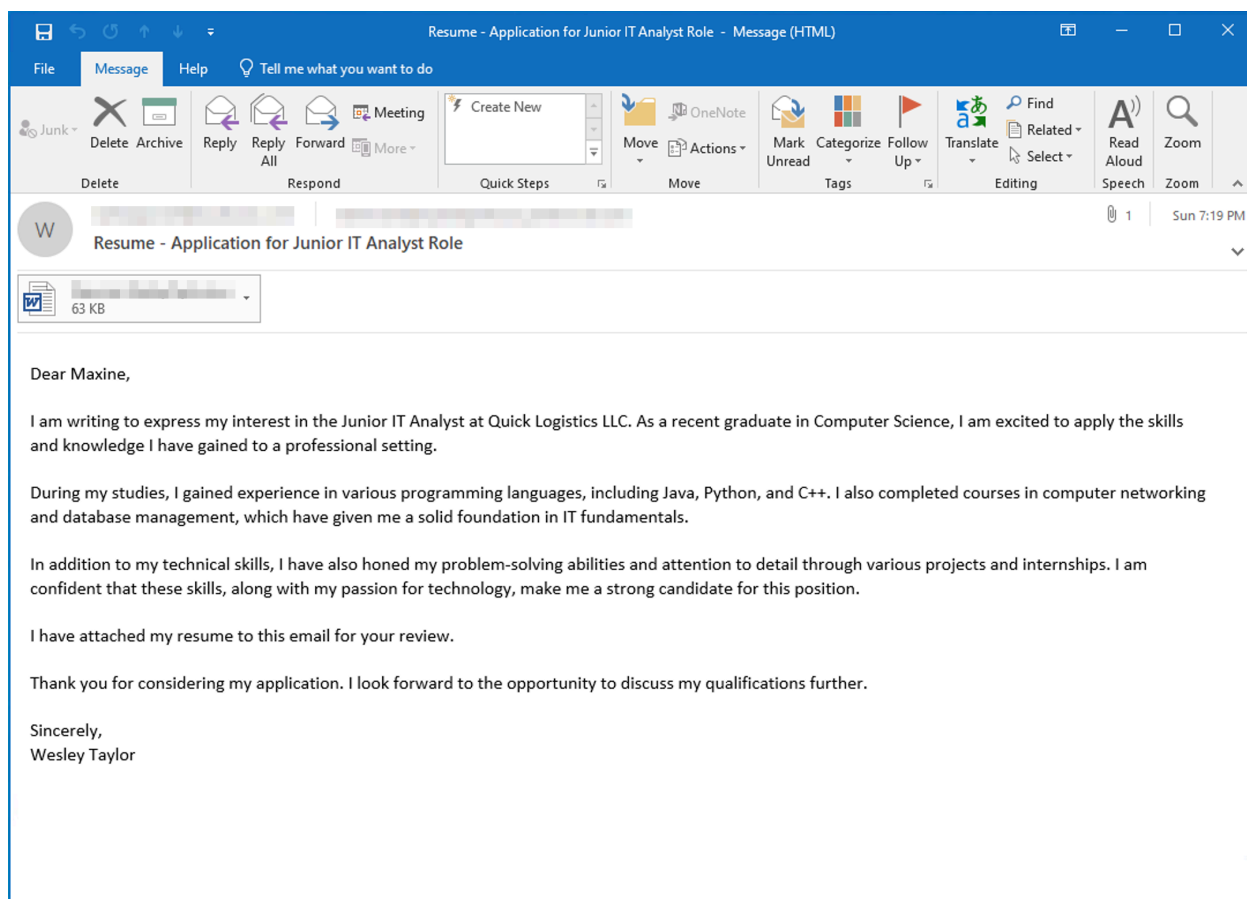 Resume - Application for Junior IT Analyst Role - Message (HTML)
File Message Help Tell me what you want to do
Junk
Delete
Archive
Delete
Reply
Reply All
Forward
Meeting
More
Respond
Create New
Quick Steps
Move
OneNote
Actions
Move
Mark Unread
Categorize
Follow Up
Tags
Translate
Find
Related
Select
Editing
Read Aloud
Speech
Zoom
Zoom
W
1 Sun 7:19 PM
Resume - Application for Junior IT Analyst Role
63 KB
Dear Maxine,
I am writing to express my interest in the Junior IT Analyst at Quick Logistics LLC. As a recent graduate in Computer Science, I am excited to apply the skills
and knowledge I have gained to a professional setting.
During my studies, I gained experience in various programming languages, including Java, Python, and C++. I also completed courses in computer networking
and database management, which have given me a solid foundation in IT fundamentals.
In addition to my technical skills, I have also honed my problem-solving abilities and attention to detail through various projects and internships. I am
confident that these skills, along with my passion for technology, make me a strong candidate for this position.
I have attached my resume to this email for your review.
Thank you for considering my application. I look forward to the opportunity to discuss my qualifications further.
Sincerely,
Wesley Taylor